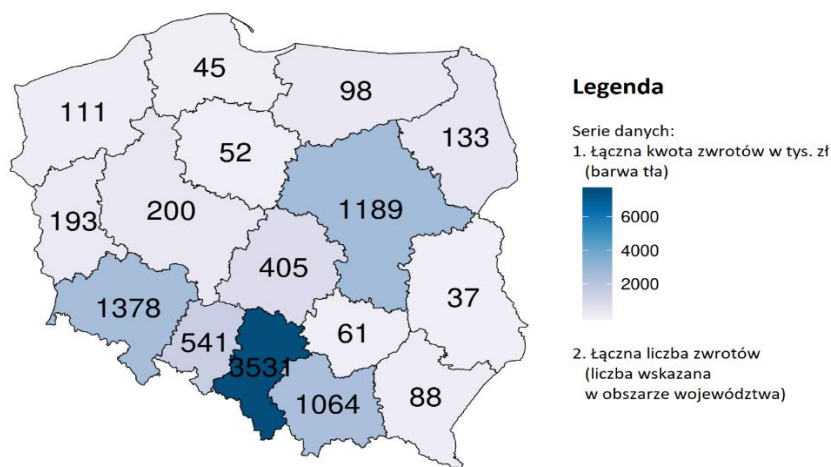 45
98
111
133
52
Legenda
Serie danych:
1. Łączna kwota zwrotów w tys. zł
(barwa tła)
200
1189
193
6000
4000
405
2000
37
1378
541
61
3531
2. Łączna liczba zwrotów
(liczba wskazana
w obszarze województwa)
88
1064